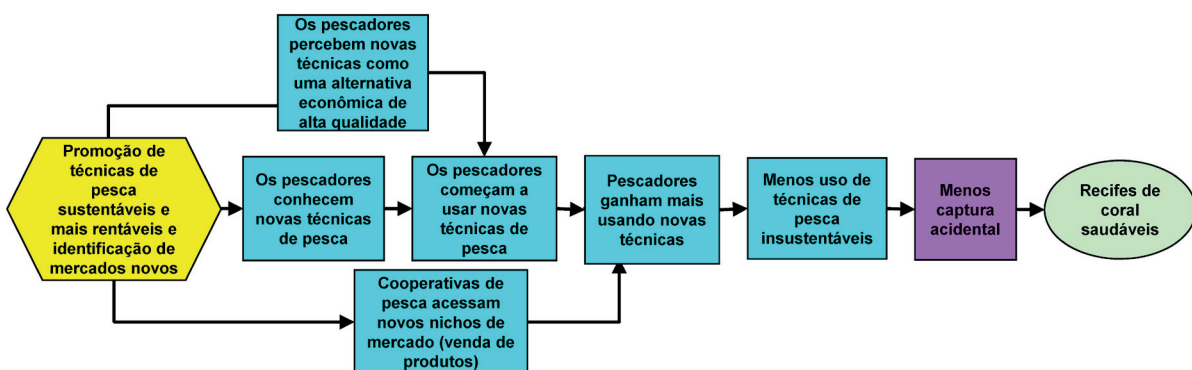 Os pescadores
percebem novas
técnicas como
uma alternativa
econômica de
alta qualidade
Promoção de
técnicas de
pesca
sustentáveis e
mais rentáveis e
identificação de
mercados novos
Os pescadores
conhecem
novas técnicas
de pesca
Os pescadores
começam a
usar novas
técnicas de
pesca
Pescadores
ganham mais
usando novas
técnicas
Menos uso de
técnicas de
pesca
insustentáveis
Menos
captura
acidental
Recifes de
coral
saudáveis
Cooperativas de
pesca acessam
novos nichos de
mercado (venda de
produtos)